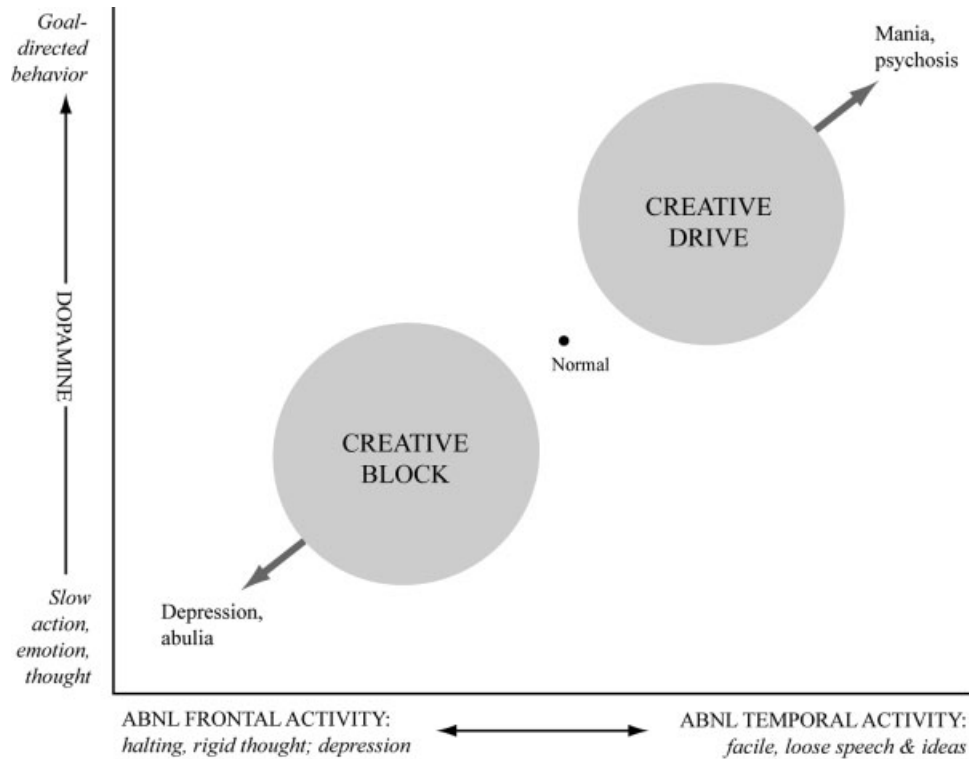 Goal-
directed
behavior
DOPAMINE
Slow
action,
emotion,
thought
Mania,
psychosis
CREATIVE
DRIVE
Normal
CREATIVE
BLOCK
Depression,
abulia
ABNL FRONTAL ACTIVITY:
halting, rigid thought; depression
ABNL TEMPORAL ACTIVITY:
facile, loose speech & ideas